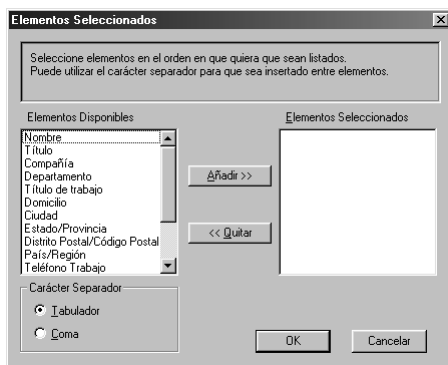 Elementos Seleccionados
Seleccione elementos en el orden en que quiera que sean listados.
Puede utilizar el carácter separador para que sea insertado entre elementos.
Elementos Disponibles
Nombre
Título
Compañía
Departamento
Título de trabajo
Domicilio
Ciudad
Estado/Provincia
Distrito Postal/Código Postal
País/Región
Teléfono Trabajo
Añadir >>
<< Quitar
Elementos Seleccionados
Carácter Separador
Tabulador
Coma
OK
Cancelar